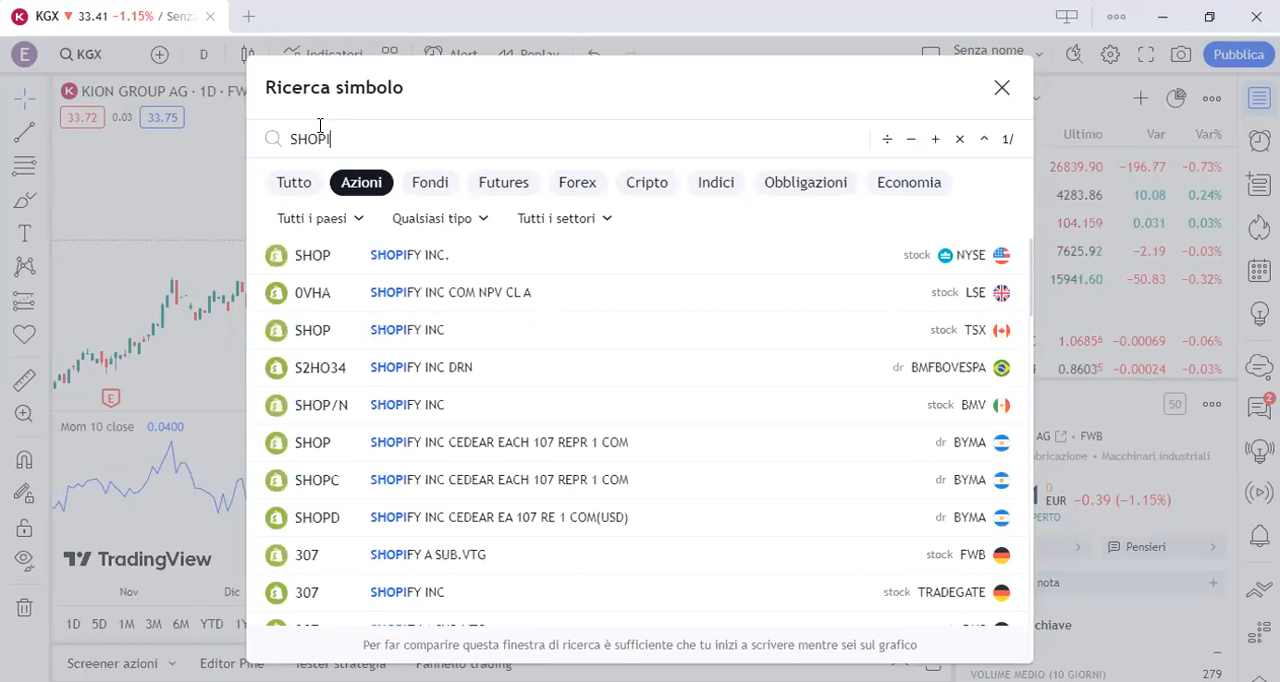 KGX ▼ 33.41 −1.15% / Senz
E KGX D Indicatori Alert Replay Senza nome Pubblica
KION GROUP AG · 1D · FW
33.72 0.03 33.75
Mom 10 close 0.0400
TradingView
Nov Dic
1D 5D 1M 3M 6M YTD 1Y
Screener azioni Editor Pine Tester strategia Pannello trading
Ricerca simbolo
SHOPI ÷ − + × ^ 1/
Tutto Azioni Fondi Futures Forex Cripto Indici Obbligazioni Economia
Tutti i paesi Qualsiasi tipo Tutti i settori
SHOP SHOPIFY INC. stock NYSE
0VHA SHOPIFY INC COM NPV CL A stock LSE
SHOP SHOPIFY INC stock TSX
S2HO34 SHOPIFY INC DRN dr BMFBOVESPA
SHOP/N SHOPIFY INC stock BMV
SHOP SHOPIFY INC CEDEAR EACH 107 REPR 1 COM dr BYMA
SHOPC SHOPIFY INC CEDEAR EACH 107 REPR 1 COM dr BYMA
SHOPD SHOPIFY INC CEDEAR EA 107 RE 1 COM(USD) dr BYMA
307 SHOPIFY A SUB.VTG stock FWB
307 SHOPIFY INC stock TRADEGATE
Per far comparire questa finestra di ricerca è sufficiente che tu inizi a scrivere mentre sei sul grafico
Ultimo Var Var%
26839.90 −196.77 −0.73%
4283.86 10.08 0.24%
104.159 0.031 0.03%
7625.92 −2.19 −0.03%
15941.60 −50.83 −0.32%
1.0685⁶ −0.00069 −0.06%
0.8603⁵ −0.00024 −0.03%
50
AG · FWB
bricazione • Macchinari industriali
D
EUR −0.39 (−1.15%)
PERTO
Pensieri
nota
chiave
VOLUME MEDIO (10 GIORNI) 279
2